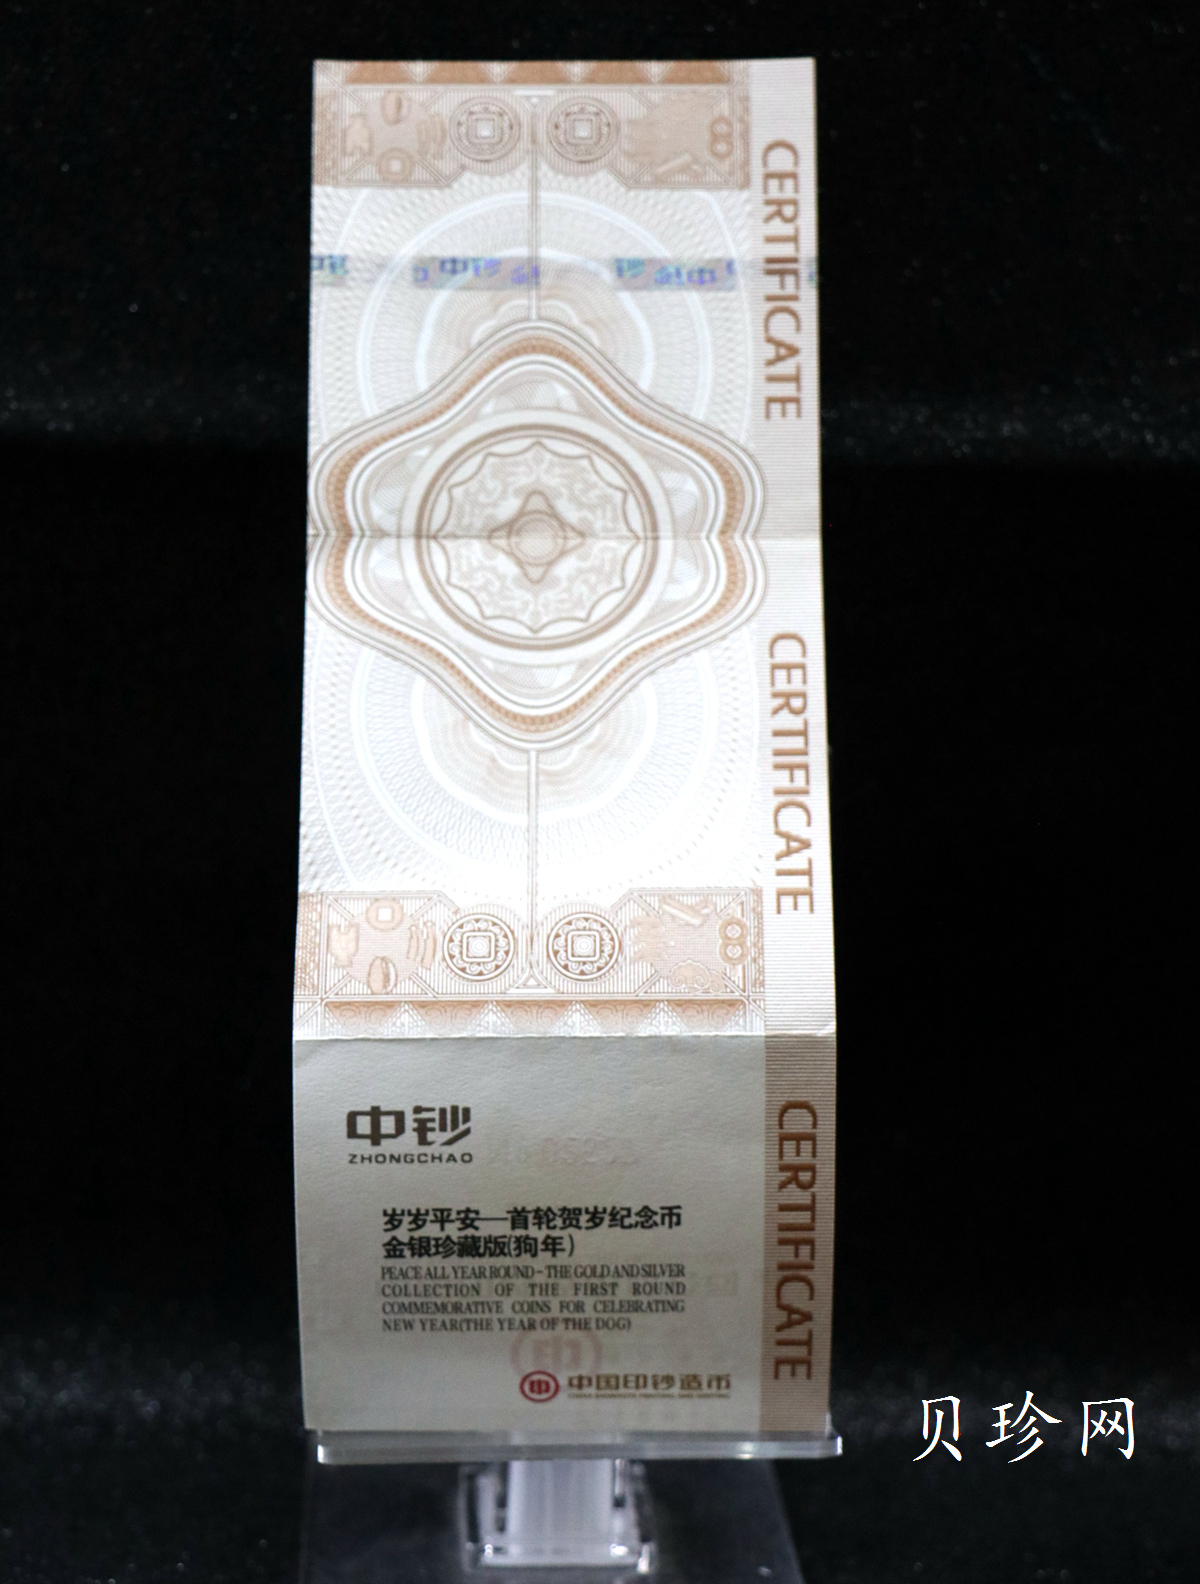 CERTIFICATE
中钞
CERTIFICATE
中钞
ZHONGCHAO
岁岁平安—首轮贺岁纪念币
金银珍藏版(狗年)
PEACE ALL YEAR ROUND-THE GOLD AND SILVER
COLLECTION OF THE FIRST ROUND
COMMEMORATIVE COINS FOR CELEBRATING
NEW YEAR(THE YEAR OF THE DOG)
中国印钞造币
CERTIFICATE
贝珍网